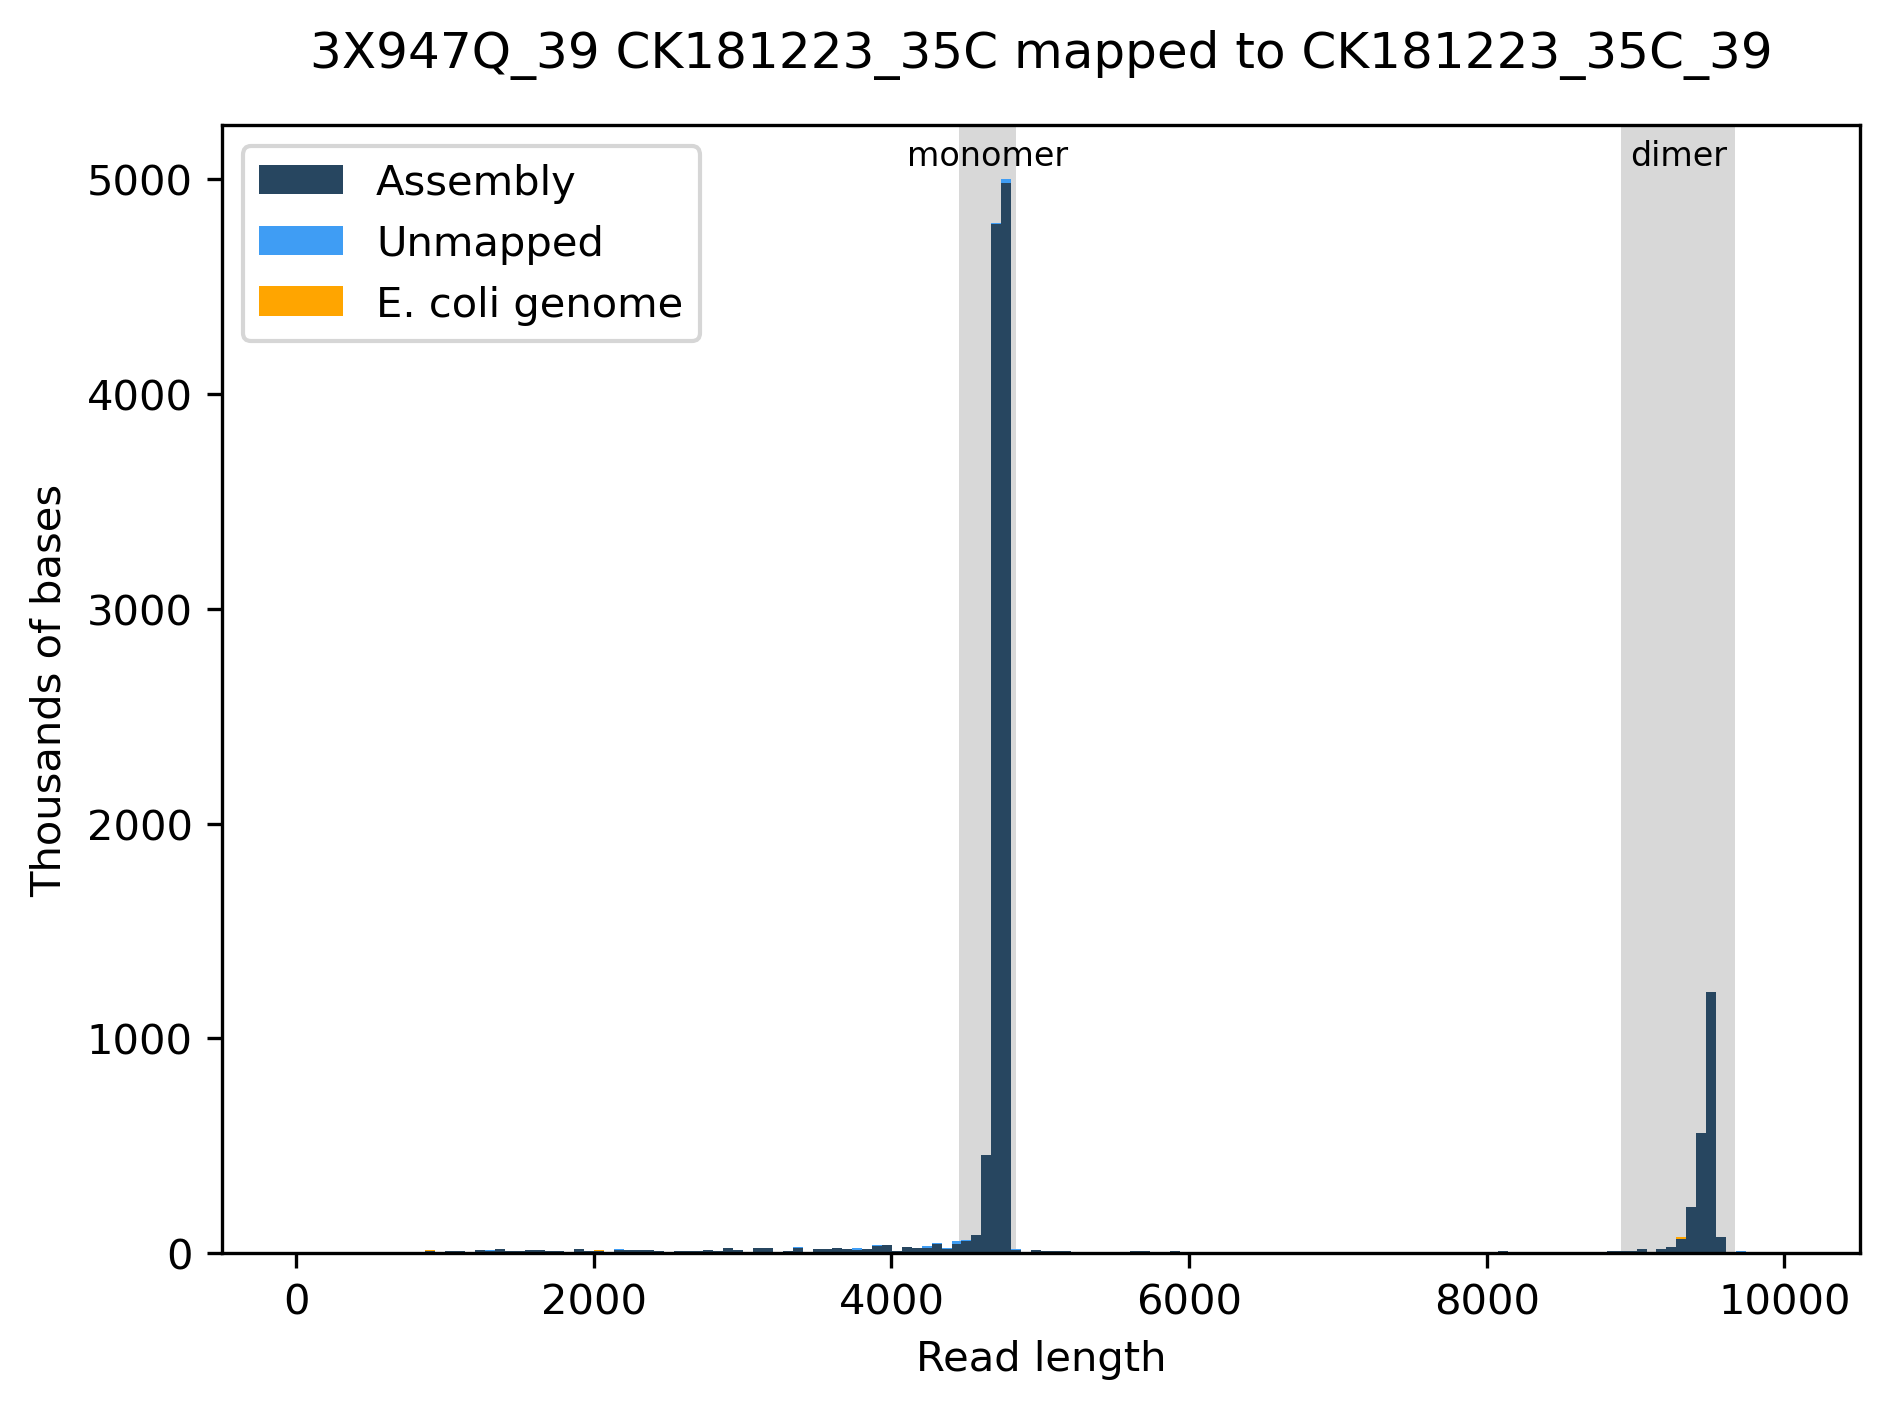 3X947Q_39 CK181223_35C mapped to CK181223_35C_39
monomer
dimer
Assembly
Unmapped
E. coli genome
5000
4000
3000
2000
1000
0
Thousands of bases
0 2000 4000 6000 8000 10000
Read length